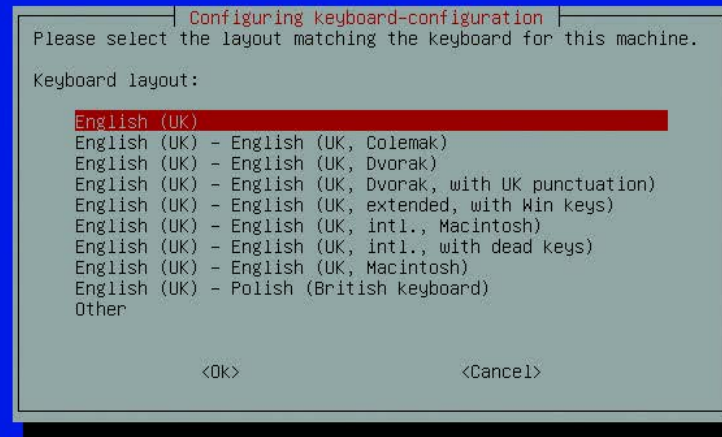 Configuring keyboard-configuration
Please select the layout matching the keyboard for this machine.
Keyboard layout:
English (UK)
English (UK) – English (UK, Colemak)
English (UK) – English (UK, Dvorak)
English (UK) – English (UK, Dvorak, with UK punctuation)
English (UK) – English (UK, extended, with Win keys)
English (UK) – English (UK, intl., Macintosh)
English (UK) – English (UK, intl., with dead keys)
English (UK) – English (UK, Macintosh)
English (UK) – Polish (British keyboard)
Other
<Ok> <Cancel>